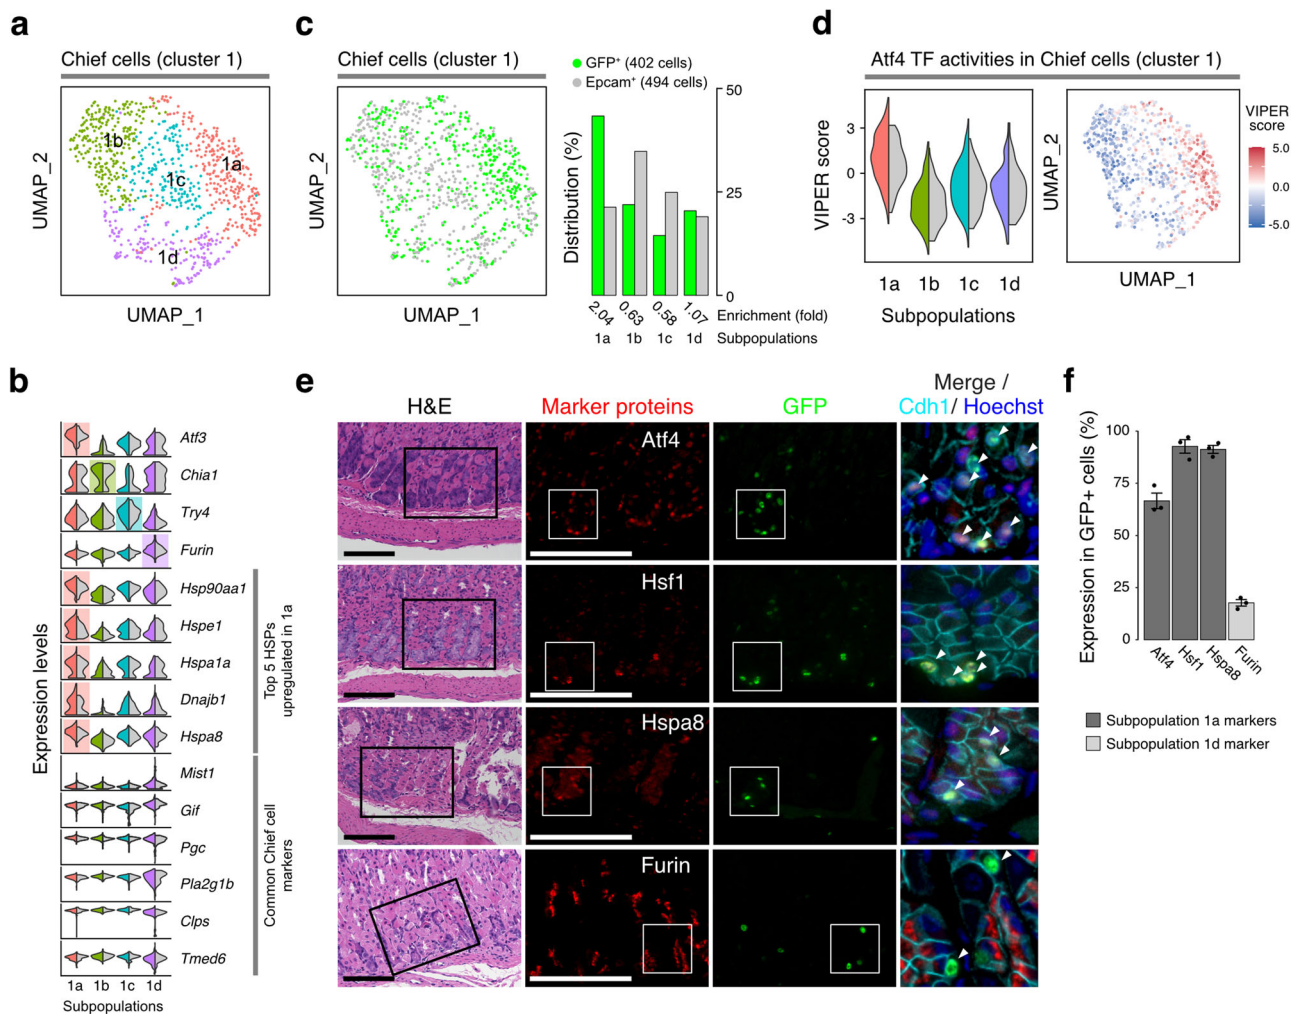 a
Chief cells (cluster 1)
1b
1a
1c
1d
UMAP_2
UMAP_1
c
Chief cells (cluster 1)
UMAP_2
UMAP_1
GFP+ (402 cells)
Epcam+ (494 cells)
Distribution (%)
50
25
0
2.04
0.63
0.58
1.07
Enrichment (fold)
1a
1b
1c
1d
Subpopulations
d
Atf4 TF activities in Chief cells (cluster 1)
VIPER score
3
0
-3
1a
1b
1c
1d
Subpopulations
UMAP_2
UMAP_1
VIPER
score
5.0
0.0
-5.0
b
Expression levels
Atf3
Chia1
Try4
Furin
Hsp90aa1
Hspe1
Hspa1a
Dnajb1
Hspa8
Mist1
Gif
Pgc
Pla2g1b
Clps
Tmed6
Top 5 HSPs
upregulated in 1a
Common Chief cell
markers
1a
1b
1c
1d
Subpopulations
e
H&E
Marker proteins
GFP
Merge /
Cdh1/ Hoechst
Atf4
Hsf1
Hspa8
Furin
f
Expression in GFP+ cells (%)
100
75
50
25
0
Atf4
Hsf1
Hspa8
Furin
Subpopulation 1a markers
Subpopulation 1d marker